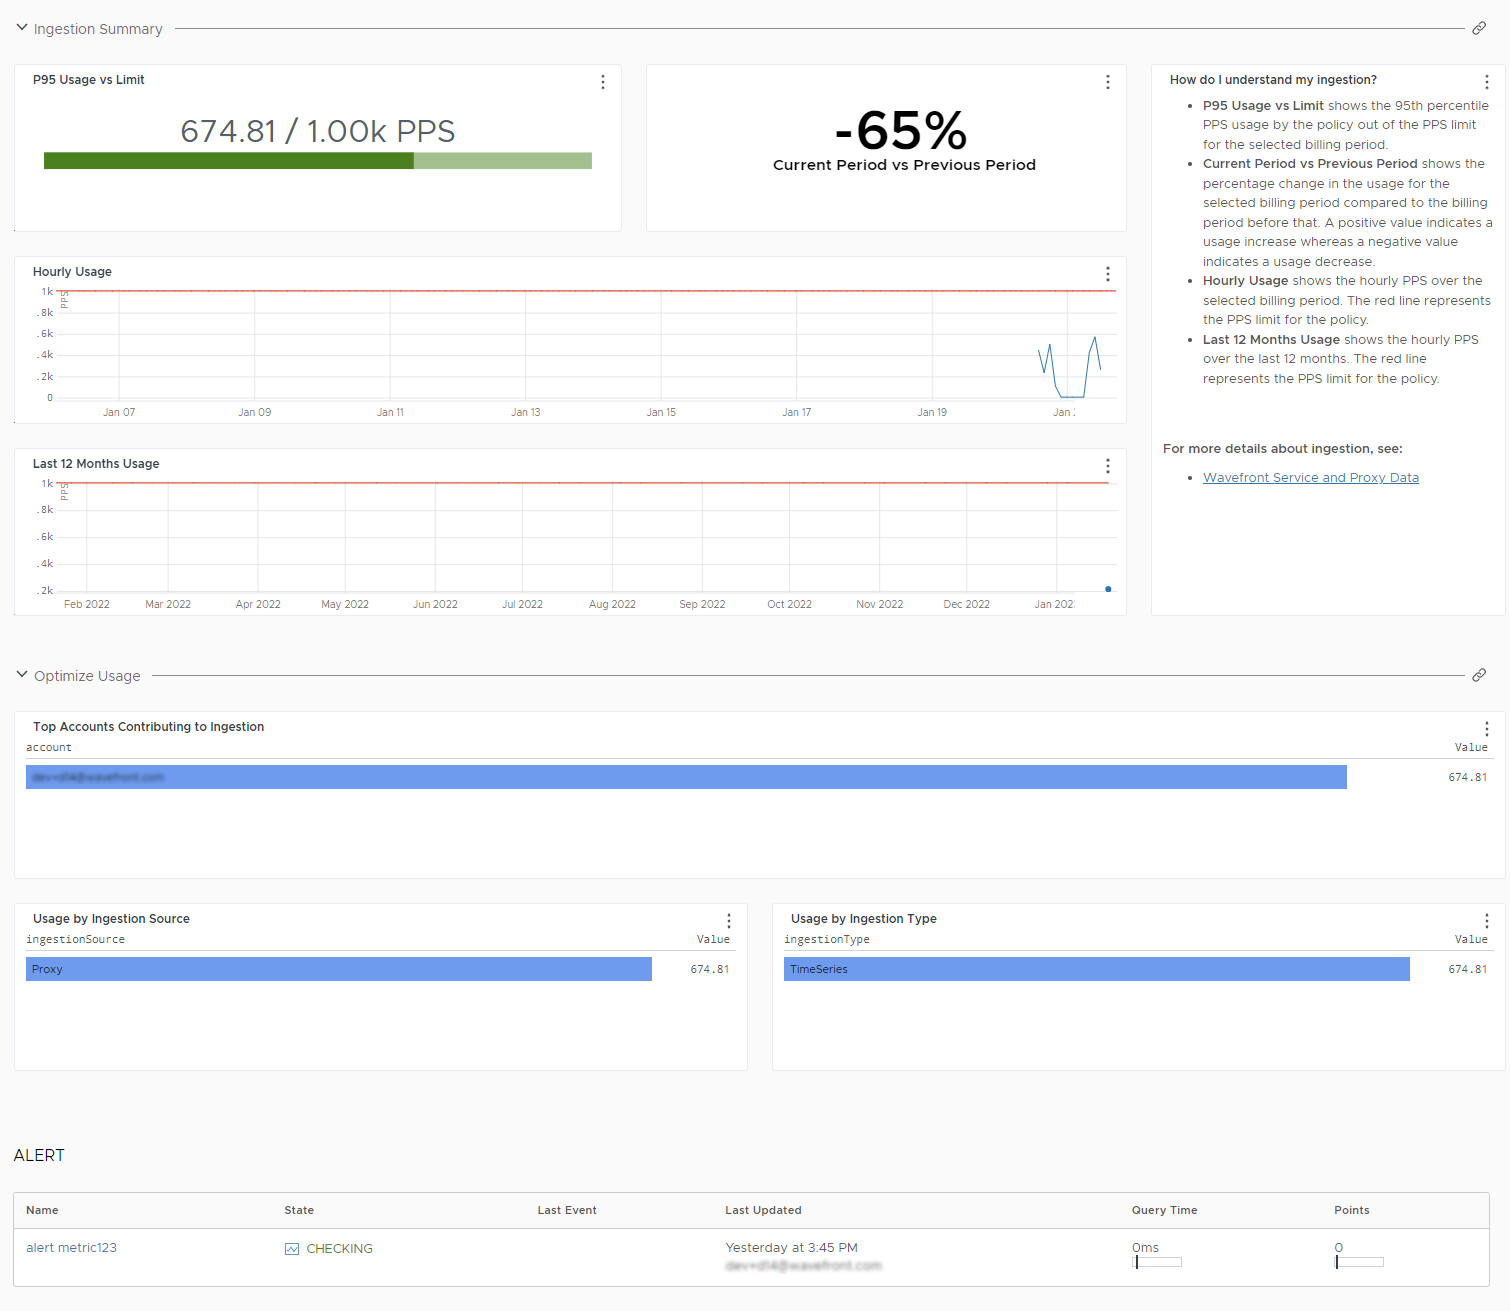 Ingestion Summary
P95 Usage vs Limit
674.81 / 1.00k PPS
-65%
Current Period vs Previous Period
How do I understand my ingestion?
• P95 Usage vs Limit shows the 95th percentile
PPS usage by the policy out of the PPS limit
for the selected billing period.
• Current Period vs Previous Period shows the
percentage change in the usage for the
selected billing period compared to the billing
period before that. A positive value indicates a
usage increase whereas a negative value
indicates a usage decrease.
• Hourly Usage shows the hourly PPS over the
selected billing period. The red line represents
the PPS limit for the policy.
• Last 12 Months Usage shows the hourly PPS
over the last 12 months. The red line
represents the PPS limit for the policy.
For more details about ingestion, see:
• Wavefront Service and Proxy Data
Hourly Usage
PPS
1k
.8k
.6k
.4k
.2k
0
Jan 07 Jan 09 Jan 11 Jan 13 Jan 15 Jan 17 Jan 19 Jan
Last 12 Months Usage
PPS
1k
.8k
.6k
.4k
.2k
Feb 2022 Mar 2022 Apr 2022 May 2022 Jun 2022 Jul 2022 Aug 2022 Sep 2022 Oct 2022 Nov 2022 Dec 2022 Jan 202
Optimize Usage
Top Accounts Contributing to Ingestion
account Value
dev+d14@wavefront.com 674.81
Usage by Ingestion Source
ingestionSource Value
Proxy 674.81
Usage by Ingestion Type
ingestionType Value
TimeSeries 674.81
ALERT
Name State Last Event Last Updated Query Time Points
alert metric123 CHECKING Yesterday at 3:45 PM 0ms 0
dev+d14@wavefront.com